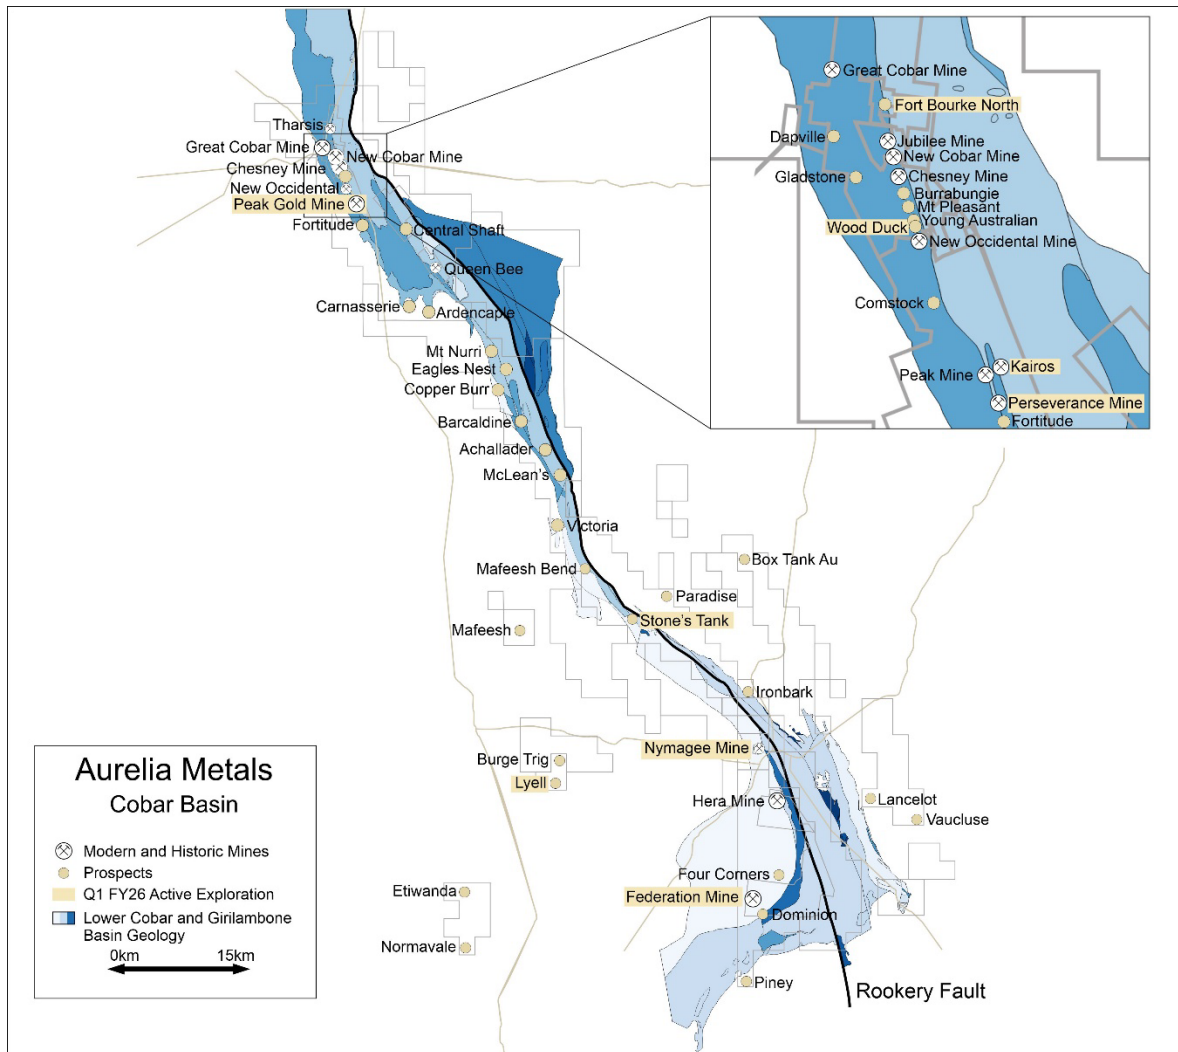 Tharsis
Great Cobar Mine
New Cobar Mine
Chesney Mine
New Occidental
Peak Gold Mine
Fortitude
Central Shaft
Queen Bee
Carnasserie
Ardencaple
Mt Nurri
Eagles Nest
Copper Burr
Barcaldine
Achallader
McLean's
Victoria
Mafeesh Bend
Box Tank Au
Paradise
Stone's Tank
Mafeesh
Ironbark
Nymagee Mine
Burge Trig
Lyell
Hera Mine
Lancelot
Vaucluse
Four Corners
Etiwanda
Federation Mine
Dominion
Normavale
Piney
Rookery Fault
Great Cobar Mine
Fort Bourke North
Dapville
Jubilee Mine
New Cobar Mine
Gladstone
Chesney Mine
Burrabungie
Mt Pleasant
Young Australian
Wood Duck
New Occidental Mine
Comstock
Kairos
Peak Mine
Perseverance Mine
Fortitude
Aurelia Metals
Cobar Basin
Modern and Historic Mines
Prospects
Q1 FY26 Active Exploration
Lower Cobar and Girilambone
Basin Geology
0km 15km